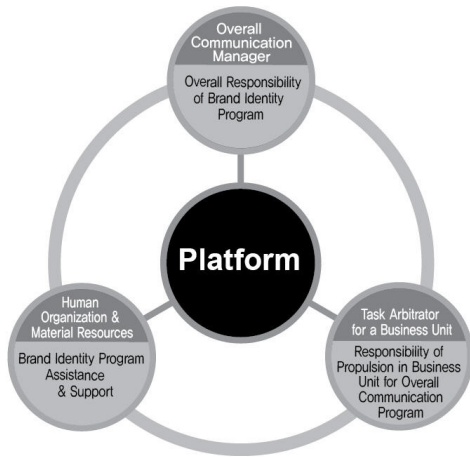 Overall
Communication
Manager
Overall Responsibility
of Brand Identity
Program
Platform
Human
Organization &
Material Resources
Brand Identity Program
Assistance
& Support
Task Arbitrator
for a Business Unit
Responsibility of
Propulsion in Business
Unit for Overall
Communication
Program